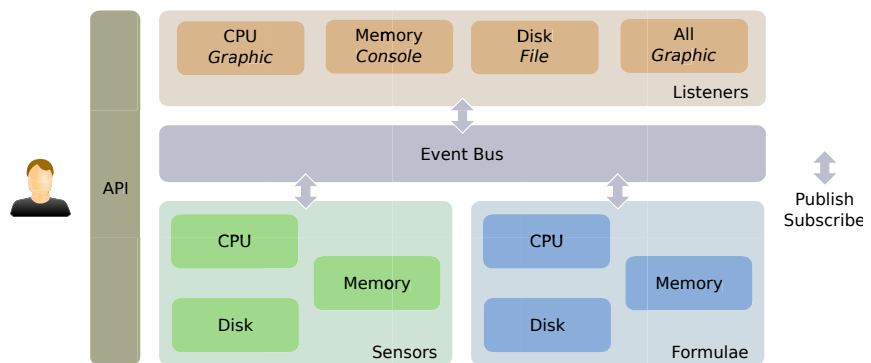 CPU
Graphic
Memory
Console
Disk
File
All
Graphic
Listeners
Event Bus
API
Publish
Subscribe
CPU
Memory
Disk
Sensors
CPU
Memory
Disk
Formulae